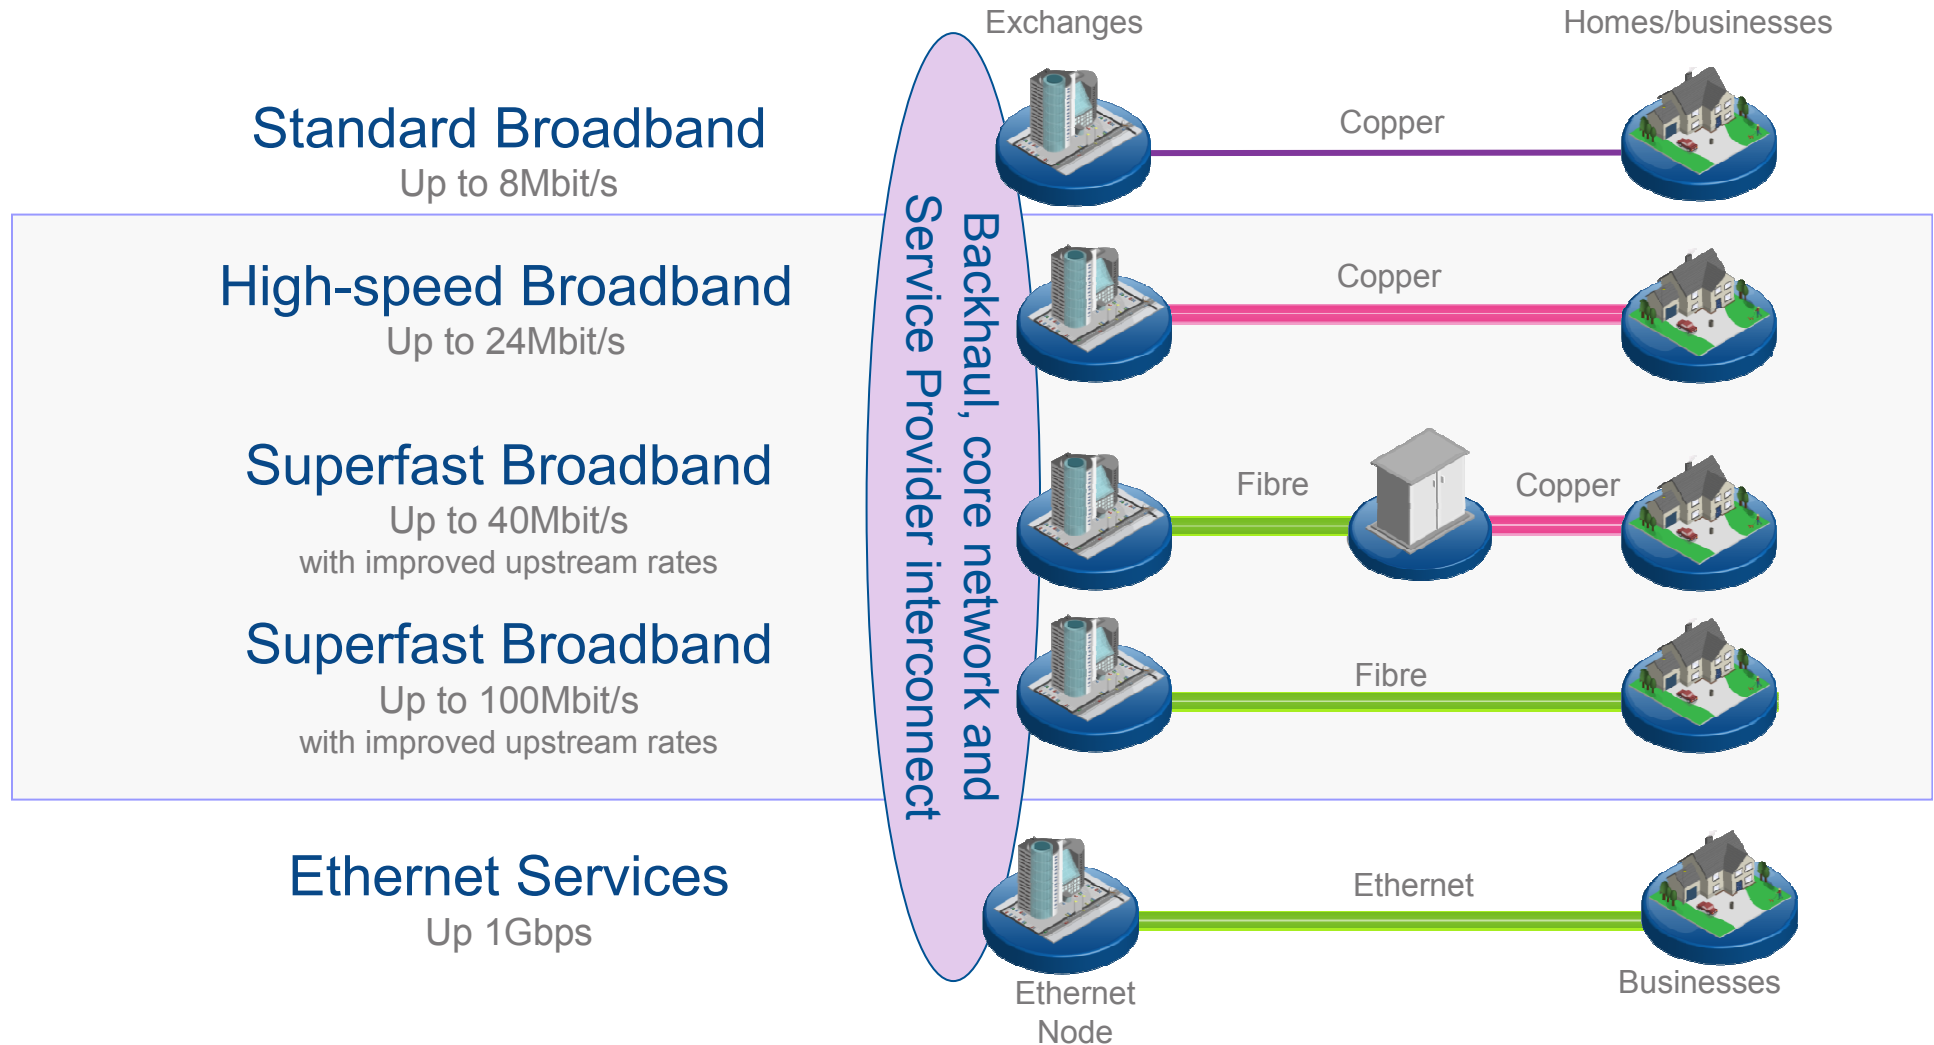 Exchanges
Homes/businesses
Standard Broadband
Up to 8Mbit/s
Copper
High-speed Broadband
Up to 24Mbit/s
Copper
Superfast Broadband
Up to 40Mbit/s
with improved upstream rates
Fibre
Copper
Superfast Broadband
Up to 100Mbit/s
with improved upstream rates
Fibre
Backhaul, core network and
Service Provider interconnect
Ethernet Services
Up 1Gbps
Ethernet
Ethernet
Node
Businesses